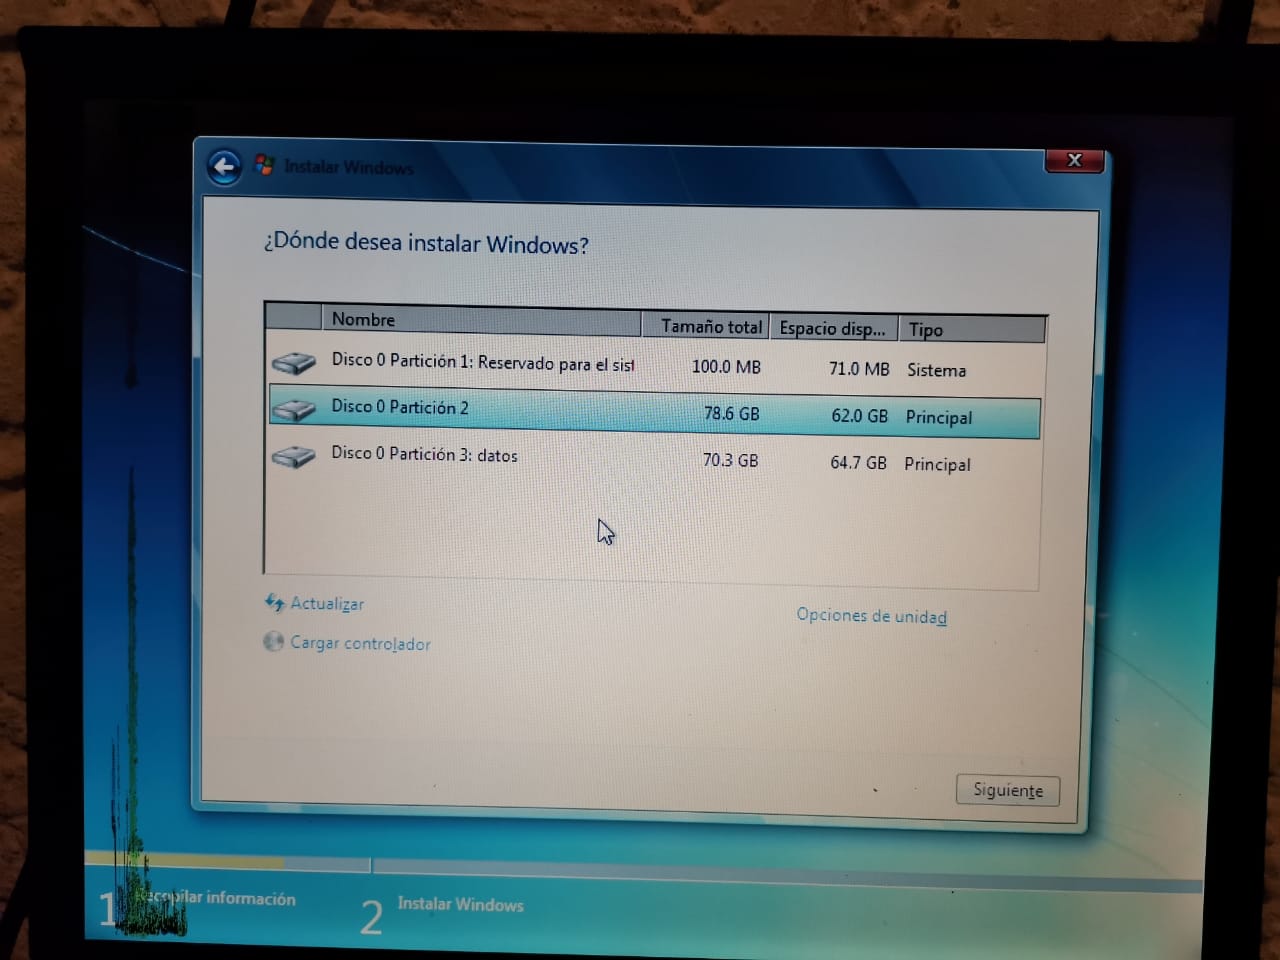 Instalar Windows
¿Dónde desea instalar Windows?
Nombre Tamaño total Espacio disp... Tipo
Disco 0 Partición 1: Reservado para el sist 100.0 MB 71.0 MB Sistema
Disco 0 Partición 2 78.6 GB 62.0 GB Principal
Disco 0 Partición 3: datos 70.3 GB 64.7 GB Principal
Actualizar Opciones de unidad
Cargar controlador
Siguiente
1 Recopilar información 2 Instalar Windows